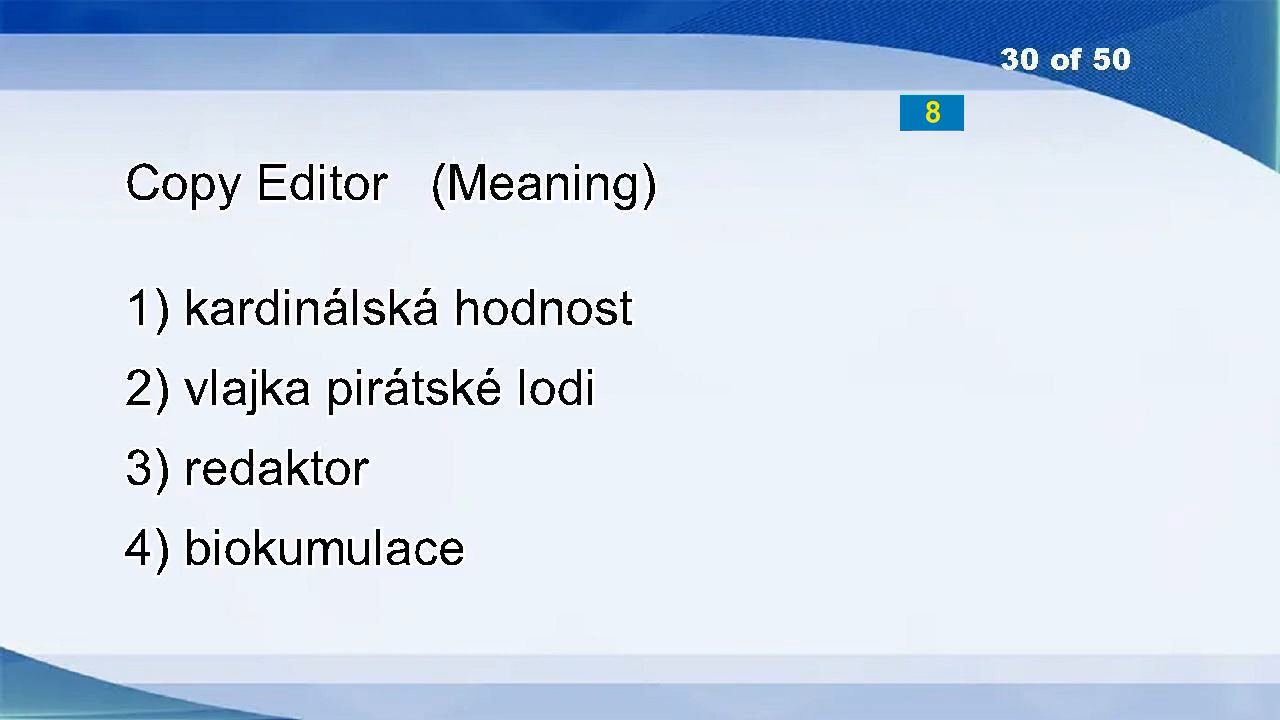 30 of 50
8
Copy Editor (Meaning)
1) kardinálská hodnost
2) vlajka pirátské lodi
3) redaktor
4) biokumulace